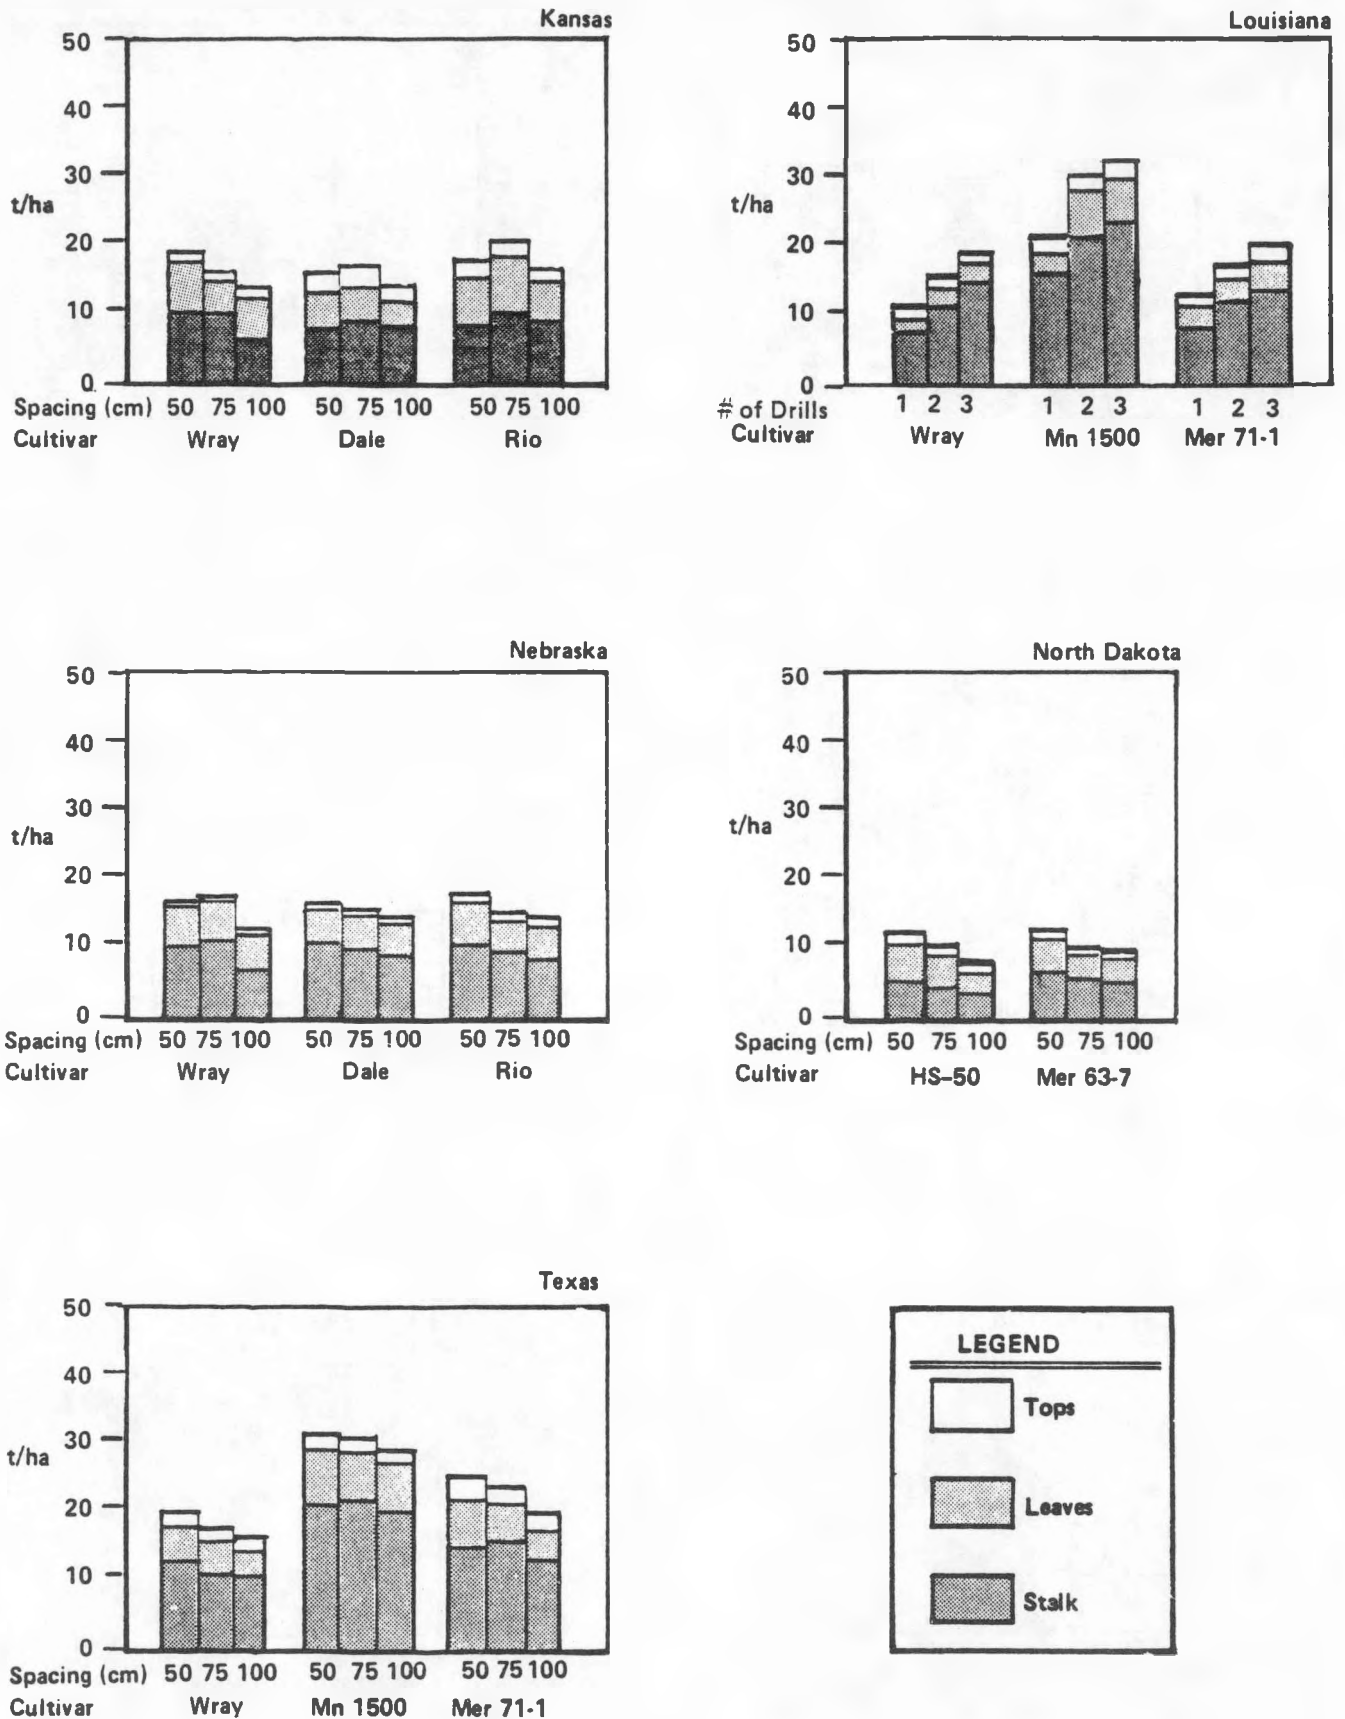 Kansas
50
40
30
t/ha
20
10
0
Spacing (cm) 50 75 100 50 75 100 50 75 100
Cultivar Wray Dale Rio
Louisiana
50
40
30
t/ha
20
10
0
# of Drills 1 2 3 1 2 3 1 2 3
Cultivar Wray Mn 1500 Mer 71-1
Nebraska
50
40
30
t/ha
20
10
0
Spacing (cm) 50 75 100 50 75 100 50 75 100
Cultivar Wray Dale Rio
North Dakota
50
40
30
t/ha
20
10
0
Spacing (cm) 50 75 100 50 75 100
Cultivar HS-50 Mer 63-7
Texas
50
40
30
t/ha
20
10
0
Spacing (cm) 50 75 100 50 75 100 50 75 100
Cultivar Wray Mn 1500 Mer 71-1
LEGEND
Tops
Leaves
Stalk